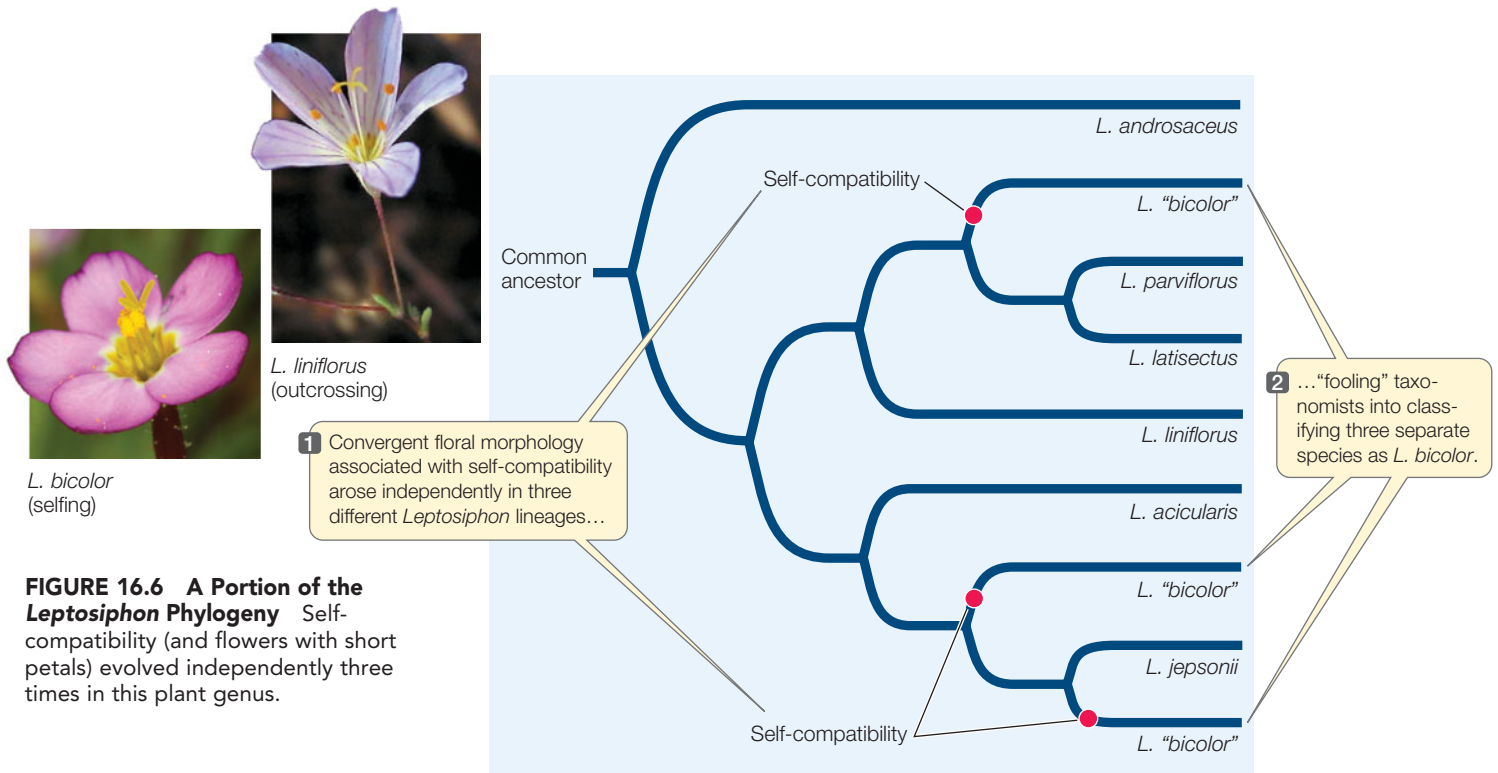 L. bicolor
(selfing)
L. liniflorus
(outcrossing)
1 Convergent floral morphology
associated with self-compatibility
arose independently in three
different Leptosiphon lineages…
FIGURE 16.6 A Portion of the
Leptosiphon Phylogeny Self-
compatibility (and flowers with short
petals) evolved independently three
times in this plant genus.
Common
ancestor
Self-compatibility
Self-compatibility
L. androsaceus
L. “bicolor”
L. parviflorus
L. latisectus
L. liniflorus
L. acicularis
L. “bicolor”
L. jepsonii
L. “bicolor”
2 …“fooling” taxo-
nomists into class-
ifying three separate
species as L. bicolor.